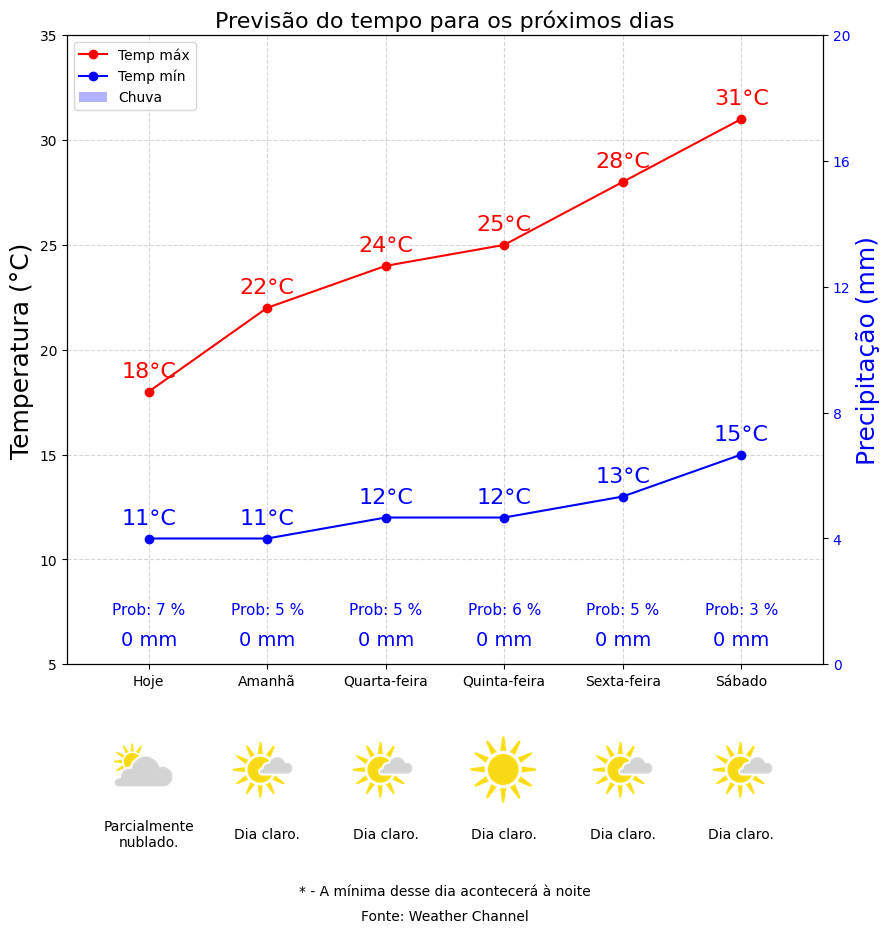 Previsão do tempo para os próximos dias
Temp máx
Temp mín
Chuva
Temperatura (°C)
Precipitação (mm)
35
30
25
20
15
10
5
20
16
12
8
4
0
18°C
22°C
24°C
25°C
28°C
31°C
11°C
11°C
12°C
12°C
13°C
15°C
Prob: 7 %
Prob: 5 %
Prob: 5 %
Prob: 6 %
Prob: 5 %
Prob: 3 %
0 mm
0 mm
0 mm
0 mm
0 mm
0 mm
Hoje
Amanhã
Quarta-feira
Quinta-feira
Sexta-feira
Sábado
Parcialmente
nublado.
Dia claro.
Dia claro.
Dia claro.
Dia claro.
Dia claro.
* - A mínima desse dia acontecerá à noite
Fonte: Weather Channel